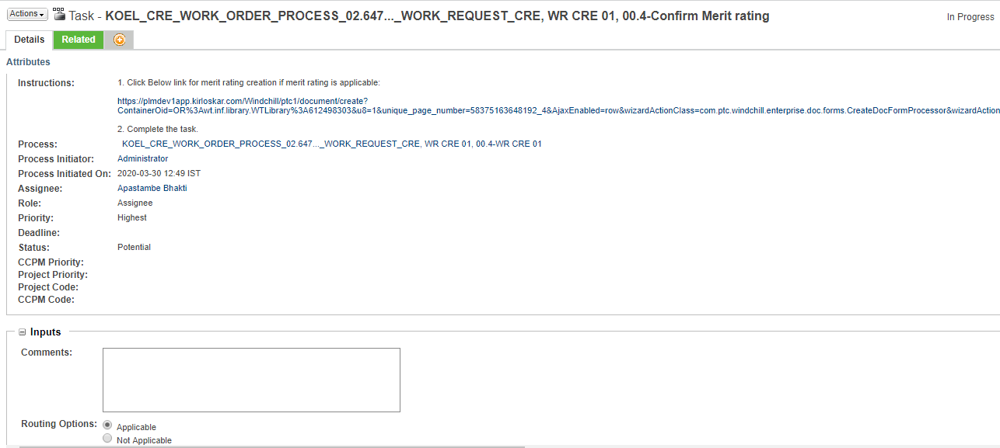 Actions
Task - KOEL_CRE_WORK_ORDER_PROCESS_02.647..._WORK_REQUEST_CRE, WR CRE 01, 00.4-Confirm Merit rating
In Progress
Details
Related
Attributes
Instructions:
1. Click Below link for merit rating creation if merit rating is applicable:
https://plmdev1app.kirloskar.com/Windchill/ptc1/document/create?
ContainerOid=OR%3Awt.inf.library.WTLibrary%3A612498303&u8=1&unique_page_number=58375163648192_4&AjaxEnabled=row&wizardActionClass=com.ptc.windchill.enterprise.doc.forms.CreateDocFormProcessor&wizardAction
2. Complete the task.
Process: KOEL_CRE_WORK_ORDER_PROCESS_02.647..._WORK_REQUEST_CRE, WR CRE 01, 00.4-WR CRE 01
Process Initiator: Administrator
Process Initiated On: 2020-03-30 12:49 IST
Assignee: Apastambe Bhakti
Role: Assignee
Priority: Highest
Deadline:
Status: Potential
CCPM Priority:
Project Priority:
Project Code:
CCPM Code:
Inputs
Comments:
Routing Options: Applicable
Not Applicable